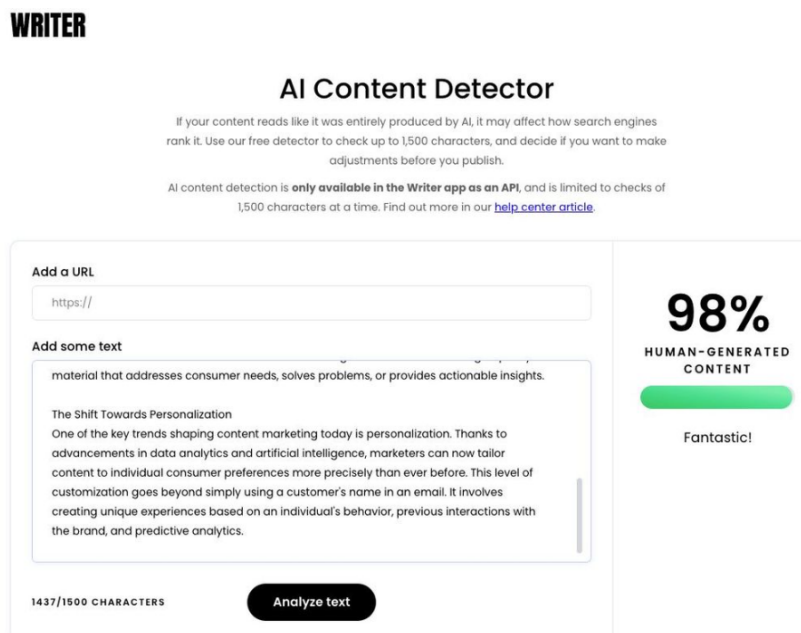 WRITER
AI Content Detector
If your content reads like it was entirely produced by AI, it may affect how search engines
rank it. Use our free detector to check up to 1,500 characters, and decide if you want to make
adjustments before you publish.
AI content detection is only available in the Writer app as an API, and is limited to checks of
1,500 characters at a time. Find out more in our help center article.
Add a URL
https://
Add some text
material that addresses consumer needs, solves problems, or provides actionable insights.
The Shift Towards Personalization
One of the key trends shaping content marketing today is personalization. Thanks to
advancements in data analytics and artificial intelligence, marketers can now tailor
content to individual consumer preferences more precisely than ever before. This level of
customization goes beyond simply using a customer's name in an email. It involves
creating unique experiences based on an individual's behavior, previous interactions with
the brand, and predictive analytics.
1437/1500 CHARACTERS
Analyze text
98%
HUMAN-GENERATED
CONTENT
Fantastic!